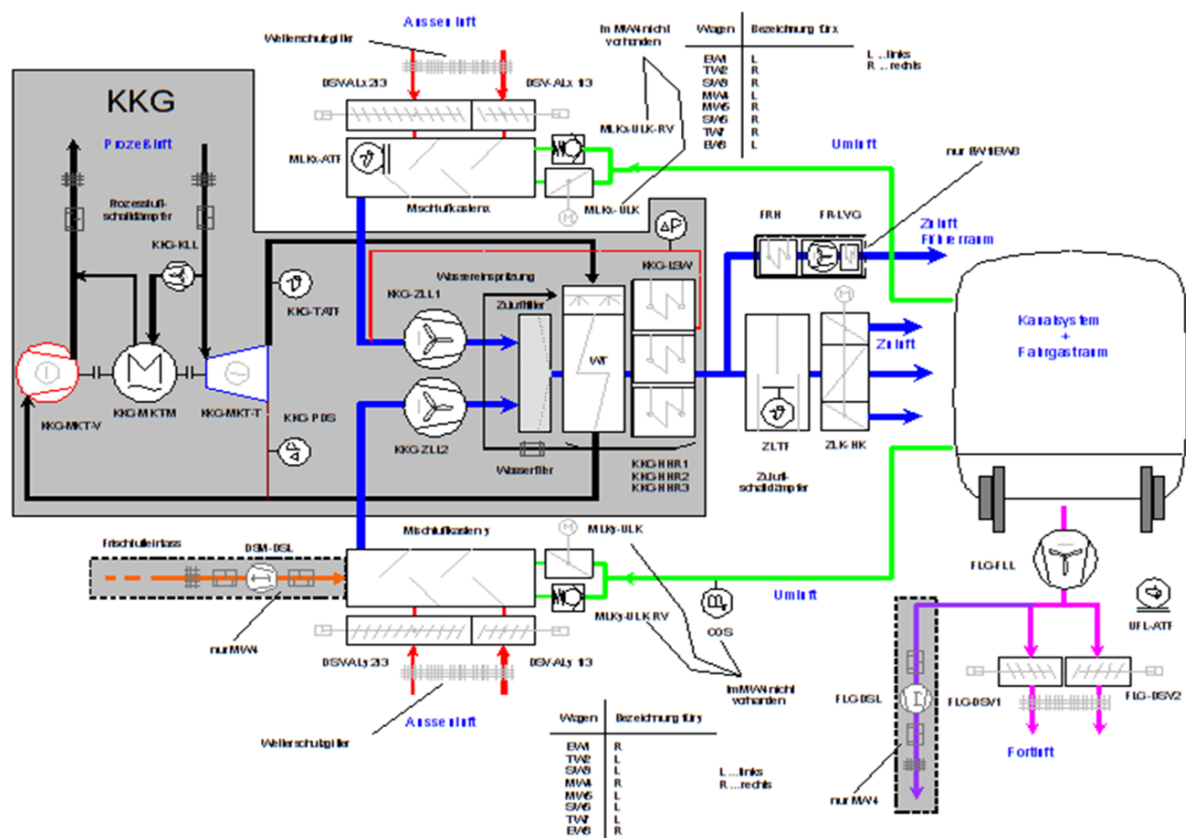 Aussenluft
Wetterschutzgitter
Im MW4 nicht
vorhanden
Wagen Bezeichnung für x
EW1 L
TW2 R
SW3 R
MW4 L
MW5 R
SW6 R
TW7 R
EW8 L
L ...links
R ...rechts
DSV-ALx 2/3
DSV-ALx 1/3
KKG
Prozeßluft
MLKx-ATF
MLKx-ULK-RV
Umluft
nur EW1/EW8
Mischluftkasten x
MLKx-ULK
Prozessluft-
schalldämpfer
KKG-KLL
ΔP
FRH
FR-LVG
Zuluft
Führerraum
KKG-LSW
Wassereinspritzung
KKG-ZLL1
Zuluftfilter
KKG-TATF
M
Kanalsystem
+
Fahrgastraum
Zuluft
WT
M
KKG-MKT-V
KKG-MKTM
KKG-MKT-T
KKG-PDS
KKG-ZLL2
Wasserfilter
KKG-HHR1
KKG-HHR2
KKG-HHR3
ZLTF
ZLK-HK
Zuluft-
schalldämpfer
Mischluftkasten y
MLKy-ULK
M
Frischlufteinlass
DSM-DSL
FLG-FLL
Umluft
nur MW4
MLKy-ULK-RV
COS
UFL-ATF
DSV-ALy 2/3
DSV-ALy 1/3
Im MW4 nicht
vorhanden
FLG-DSL
FLG-DSV1
FLG-DSV2
Aussenluft
Wetterschutzgitter
Fortluft
Wagen Bezeichnung für y
EW1 R
TW2 L
SW3 L
MW4 R
MW5 L
SW6 L
TW7 L
EW8 R
L ...links
R ...rechts
nur MW4